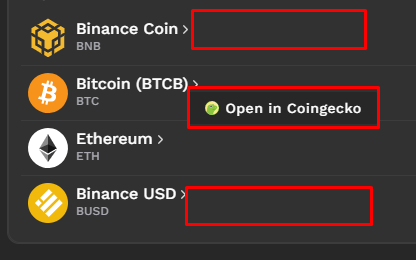 Binance Coin >
BNB
Bitcoin (BTCB) >
BTC
Open in Coingecko
Ethereum >
ETH
Binance USD >
BUSD